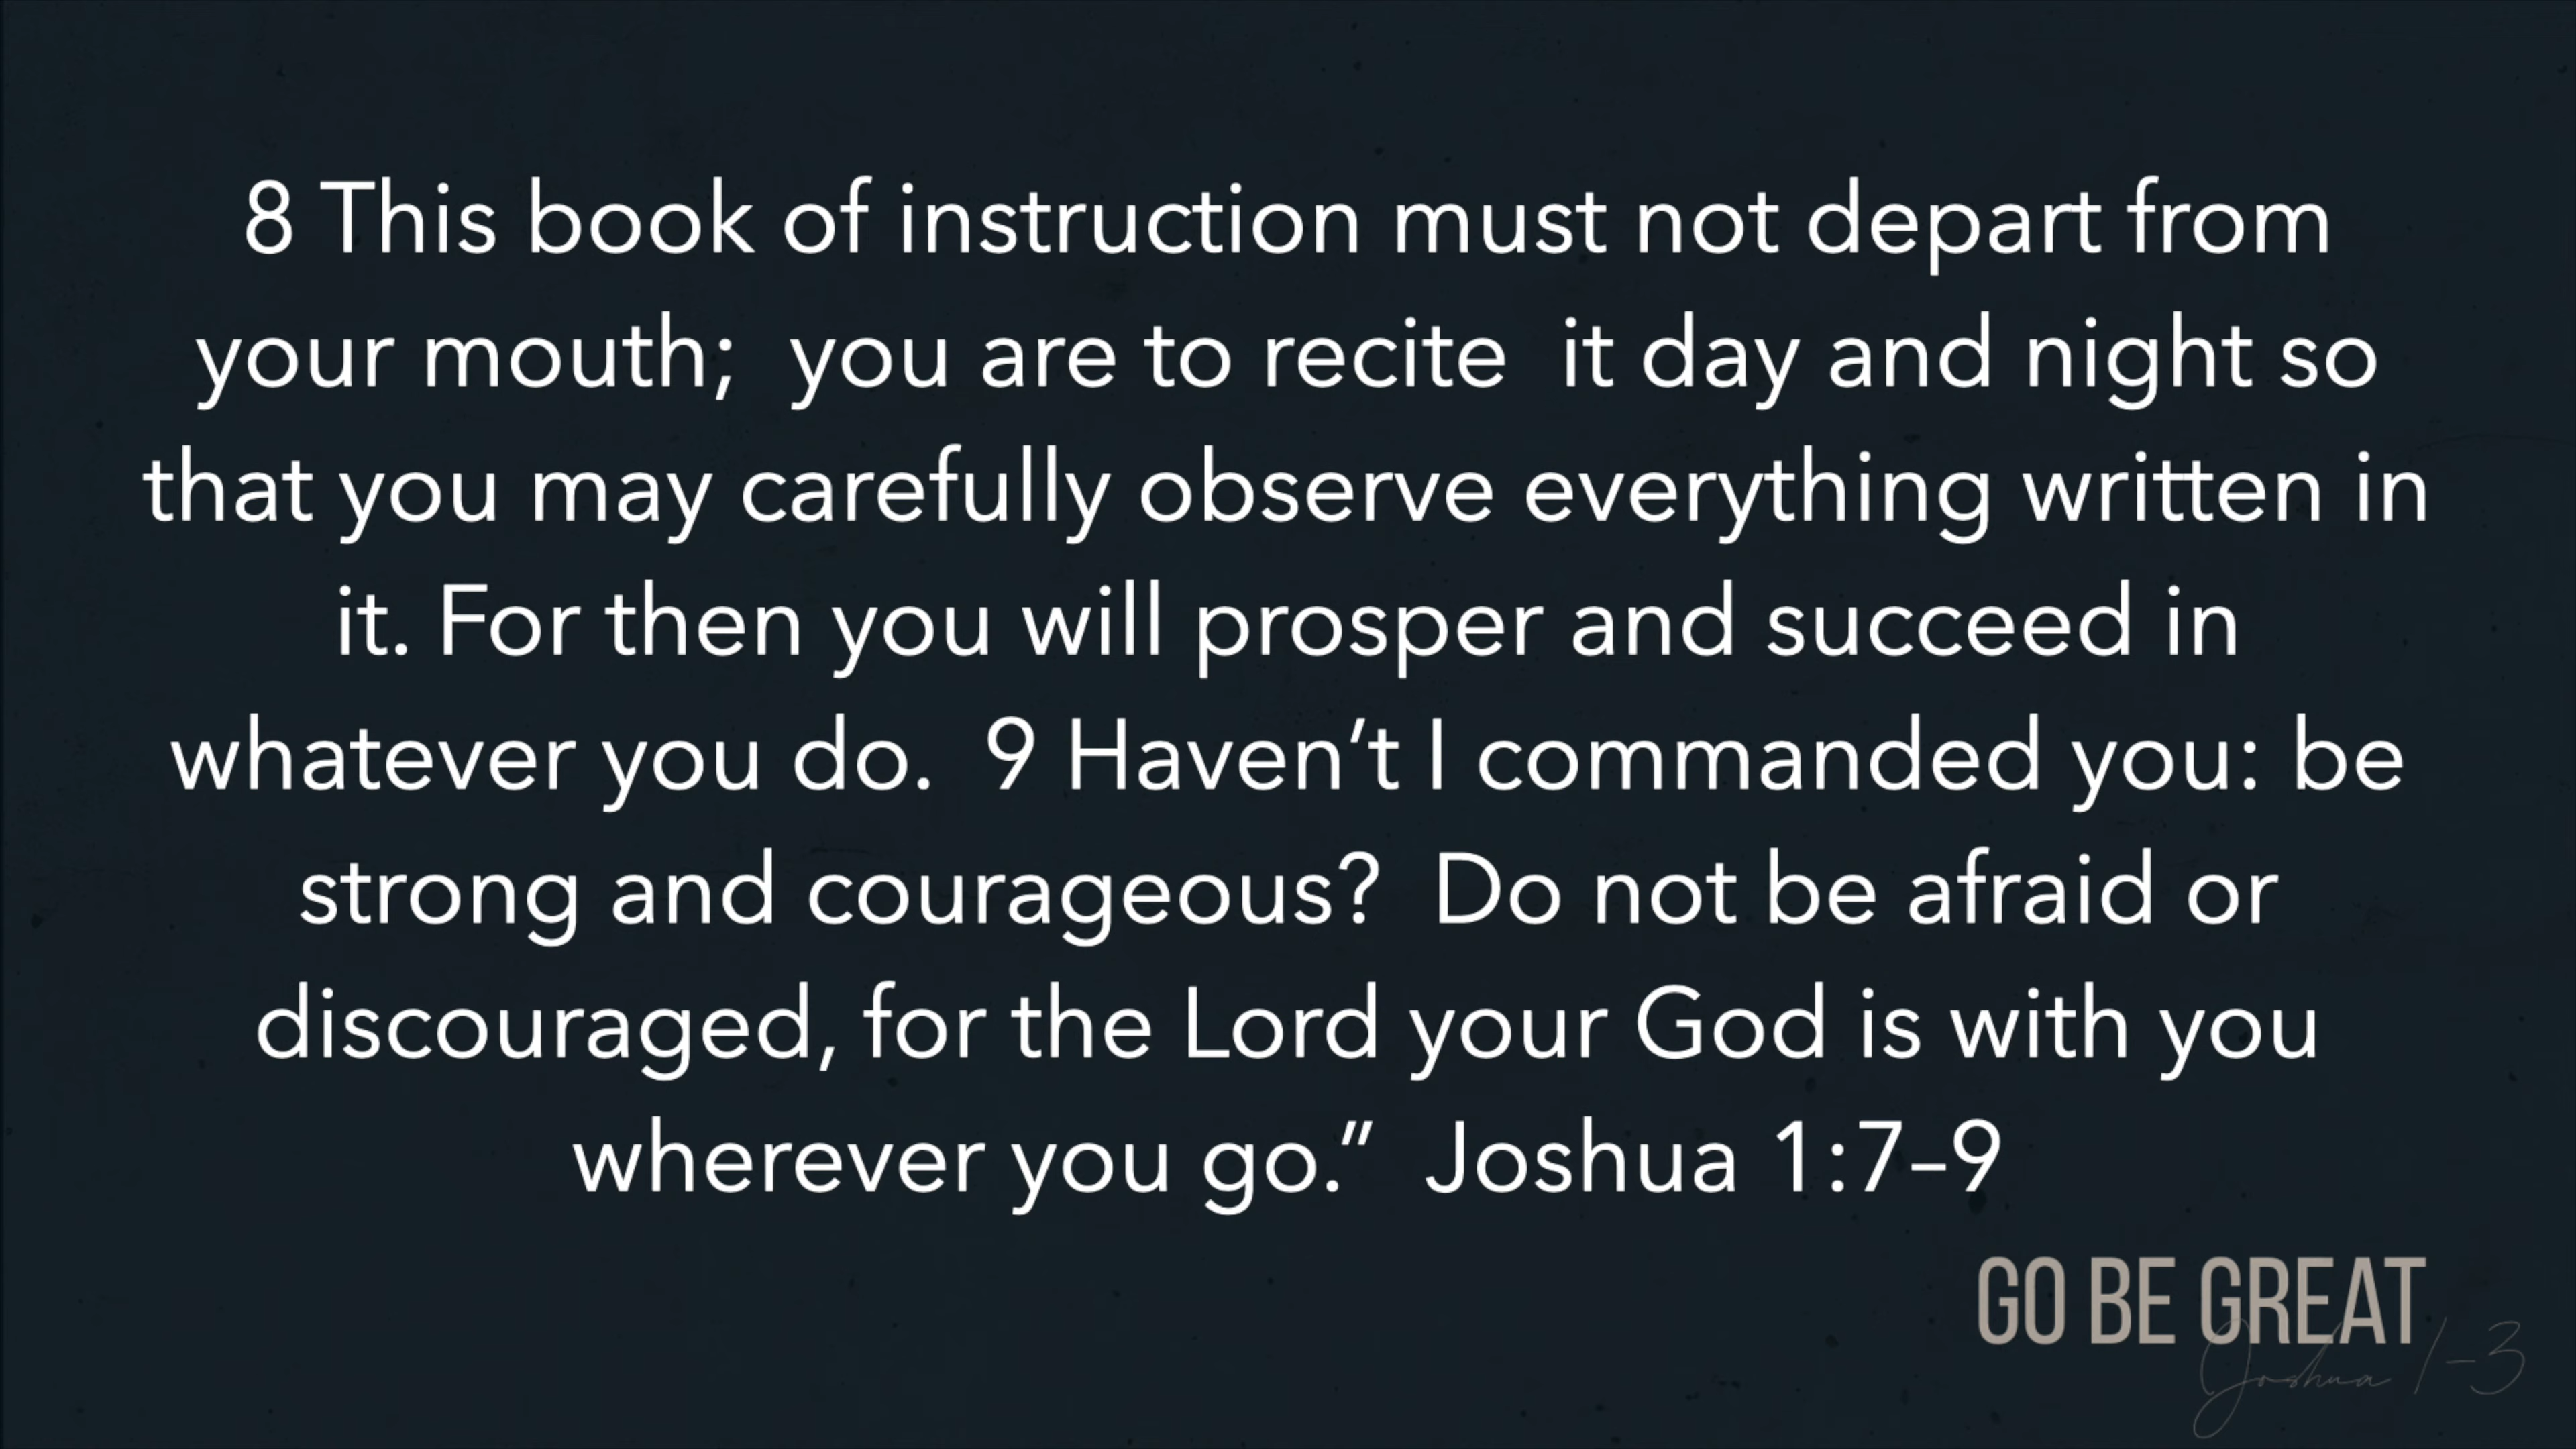 8 This book of instruction must not depart from
your mouth;  you are to recite  it day and night so
that you may carefully observe everything written in
it. For then you will prosper and succeed in
whatever you do.  9 Haven’t I commanded you: be
strong and courageous?  Do not be afraid or
discouraged, for the Lord your God is with you
wherever you go.”  Joshua 1:7–9
GO BE GREAT
Joshua 1-3